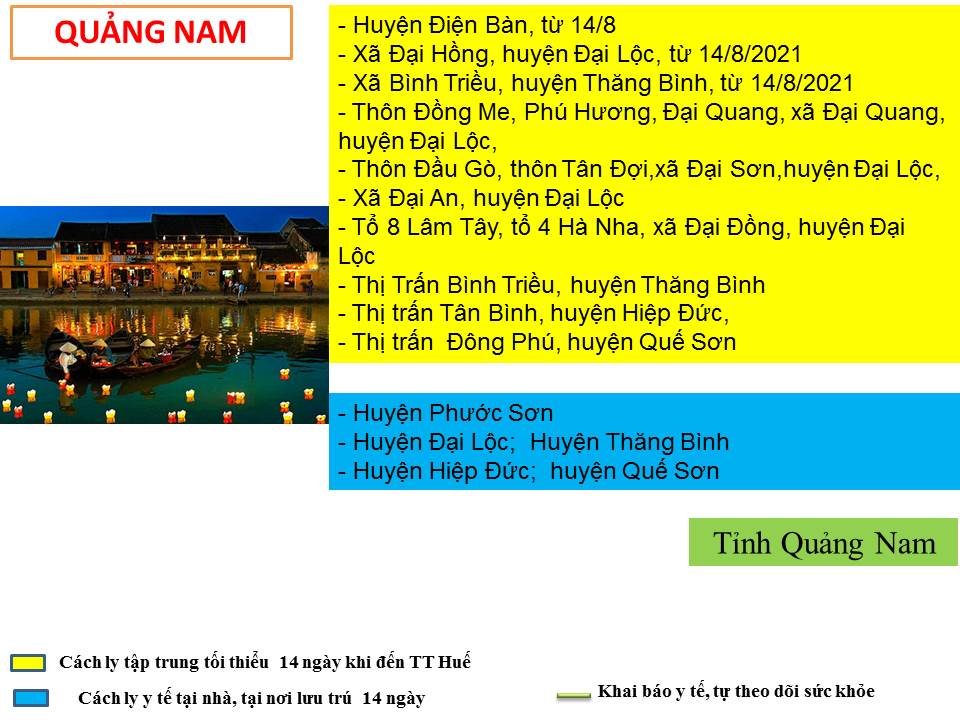 QUẢNG NAM
- Huyện Điện Bàn, từ 14/8
- Xã Đại Hồng, huyện Đại Lộc, từ 14/8/2021
- Xã Bình Triều, huyện Thăng Bình, từ 14/8/2021
- Thôn Đồng Me, Phú Hương, Đại Quang, xã Đại Quang,
huyện Đại Lộc,
- Thôn Đầu Gò, thôn Tân Đợi,xã Đại Sơn,huyện Đại Lộc,
- Xã Đại An, huyện Đại Lộc
- Tổ 8 Lâm Tây, tổ 4 Hà Nha, xã Đại Đồng, huyện Đại
Lộc
- Thị Trấn Bình Triều, huyện Thăng Bình
- Thị trấn Tân Bình, huyện Hiệp Đức,
- Thị trấn  Đông Phú, huyện Quế Sơn
- Huyện Phước Sơn
- Huyện Đại Lộc;  Huyện Thăng Bình
- Huyện Hiệp Đức;  huyện Quế Sơn
Tỉnh Quảng Nam
Cách ly tập trung tối thiểu  14 ngày khi đến TT Huế
Cách ly y tế tại nhà, tại nơi lưu trú  14 ngày
Khai báo y tế, tự theo dõi sức khỏe